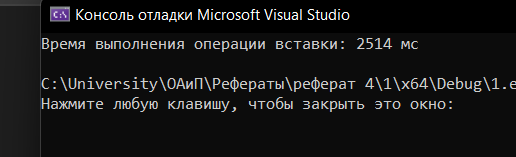 Консоль отладки Microsoft Visual Studio
Время выполнения операции вставки: 2514 мс
C:\University\ОАиП\Рефераты\реферат 4\1\x64\Debug\1.e
Нажмите любую клавишу, чтобы закрыть это окно: